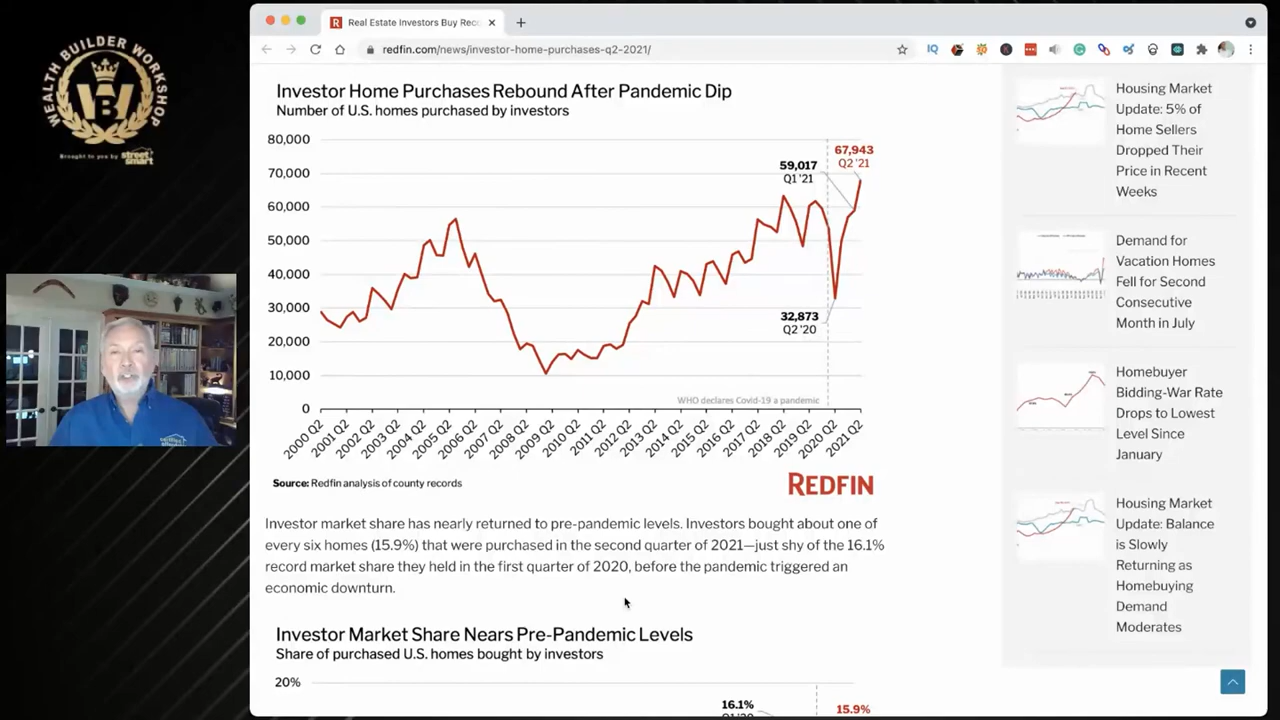 WEALTH BUILDER WORKSHOP
WB
Brought to you by street smart
Real Estate Investors Buy Reco
redfin.com/news/investor-home-purchases-q2-2021/
IQ
Investor Home Purchases Rebound After Pandemic Dip
Number of U.S. homes purchased by investors
80,000
70,000
60,000
50,000
40,000
30,000
20,000
10,000
0
67,943
Q2 '21
59,017
Q1 '21
32,873
Q2 '20
WHO declares Covid-19 a pandemic
2000 Q2
2001 Q2
2002 Q2
2003 Q2
2004 Q2
2005 Q2
2006 Q2
2007 Q2
2008 Q2
2009 Q2
2010 Q2
2011 Q2
2012 Q2
2013 Q2
2014 Q2
2015 Q2
2016 Q2
2017 Q2
2018 Q2
2019 Q2
2020 Q2
2021 Q2
Source: Redfin analysis of county records
REDFIN
Investor market share has nearly returned to pre-pandemic levels. Investors bought about one of
every six homes (15.9%) that were purchased in the second quarter of 2021—just shy of the 16.1%
record market share they held in the first quarter of 2020, before the pandemic triggered an
economic downturn.
Investor Market Share Nears Pre-Pandemic Levels
Share of purchased U.S. homes bought by investors
20%
16.1%
Q1 '20
15.9%
Housing Market
Update: 5% of
Home Sellers
Dropped Their
Price in Recent
Weeks
Demand for
Vacation Homes
Fell for Second
Consecutive
Month in July
Homebuyer
Bidding-War Rate
Drops to Lowest
Level Since
January
Housing Market
Update: Balance
is Slowly
Returning as
Homebuying
Demand
Moderates